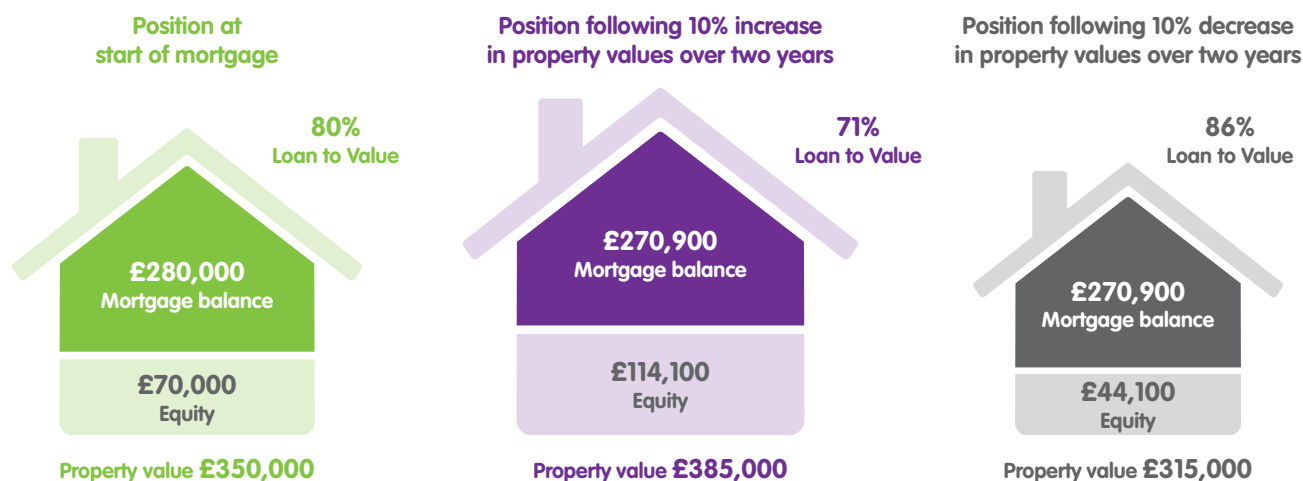 Position at
start of mortgage
80%
Loan to Value
£280,000
Mortgage balance
£70,000
Equity
Property value £350,000
Position following 10% increase
in property values over two years
71%
Loan to Value
£270,900
Mortgage balance
£114,100
Equity
Property value £385,000
Position following 10% decrease
in property values over two years
86%
Loan to Value
£270,900
Mortgage balance
£44,100
Equity
Property value £315,000